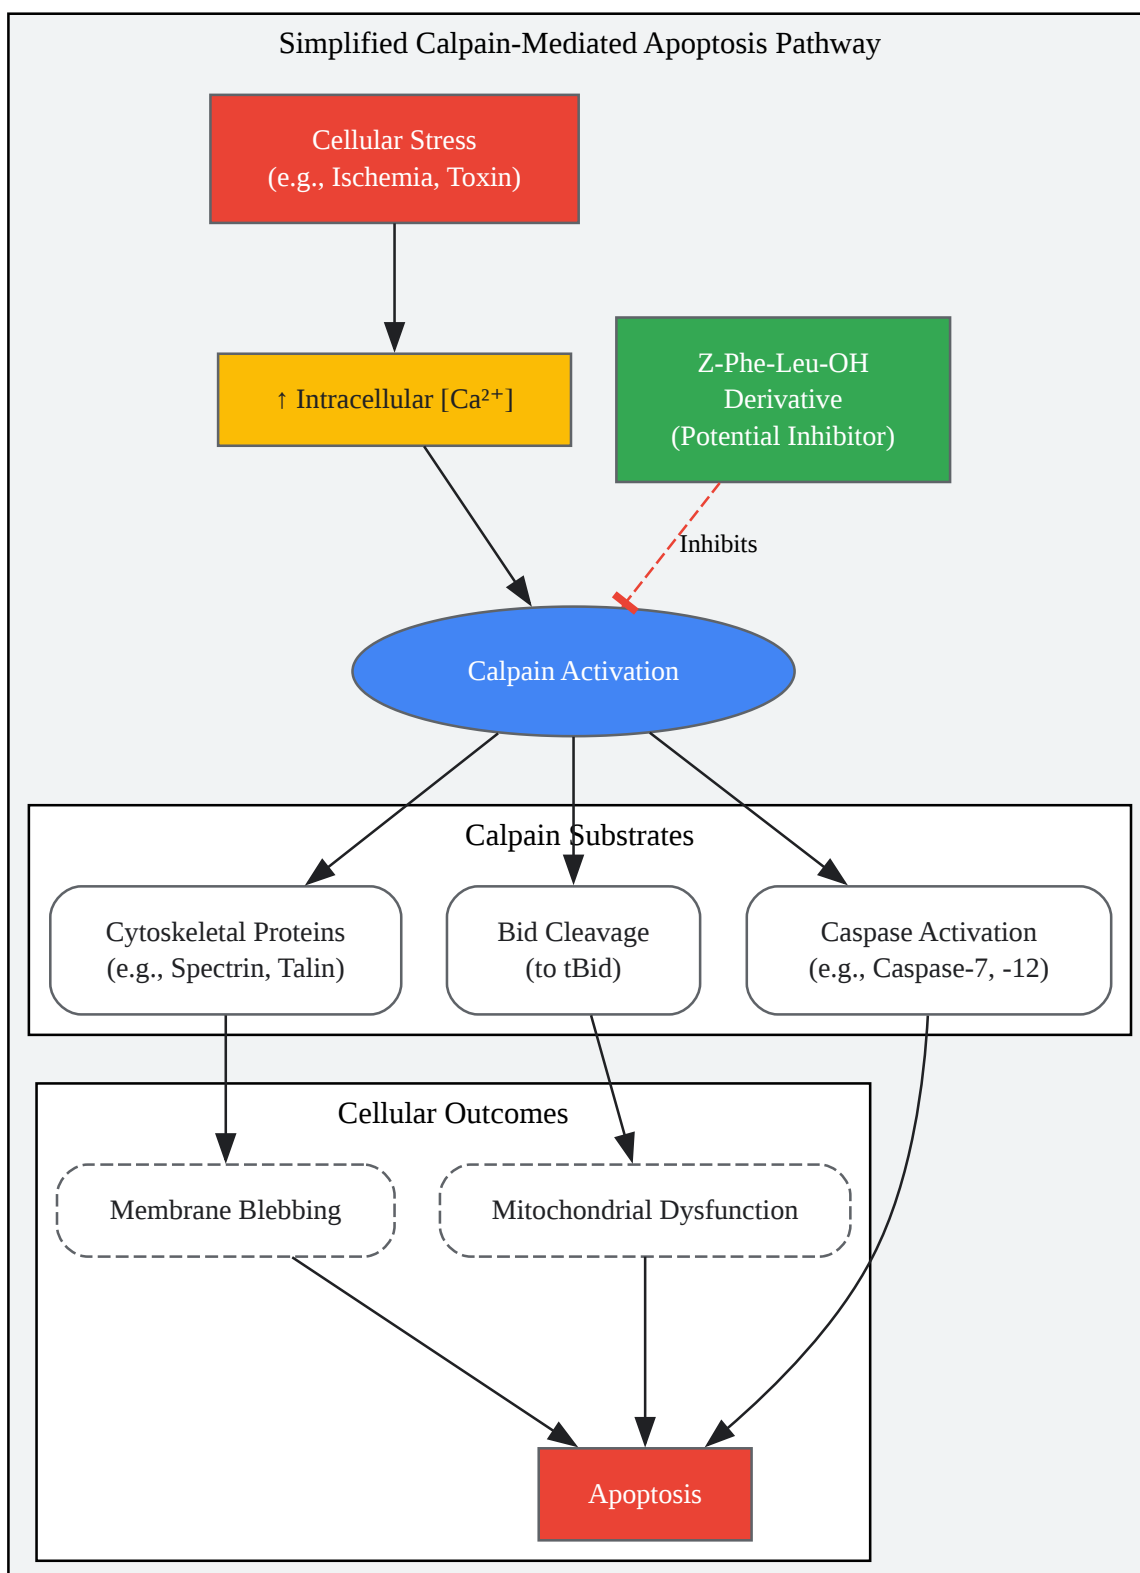 Simplified Calpain-Mediated Apoptosis Pathway
Cellular Stress
(e.g., Ischemia, Toxin)
↑ Intracellular [Ca²⁺]
Z-Phe-Leu-OH
Derivative
(Potential Inhibitor)
Inhibits
Calpain Activation
Calpain Substrates
Cytoskeletal Proteins
(e.g., Spectrin, Talin)
Bid Cleavage
(to tBid)
Caspase Activation
(e.g., Caspase-7, -12)
Cellular Outcomes
Membrane Blebbing
Mitochondrial Dysfunction
Apoptosis